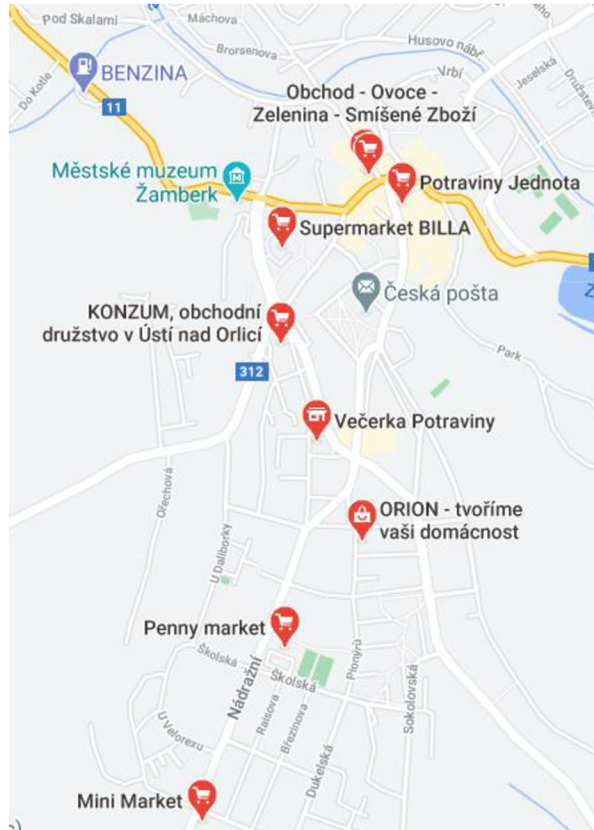 Pod Skalami
Máchova
Husovo nábř.
Brorsenova
Vrbí
Jeselská
Do Kotle
BENZINA
11
Obchod - Ovoce -
Zelenina - Smíšené Zboží
Městské muzeum
Žamberk
Potraviny Jednota
Supermarket BILLA
Česká pošta
KONZUM, obchodní
družstvo v Ústí nad Orlicí
Park
312
Večerka Potraviny
Ořechová
ORION - tvoříme
vaši domácnost
U Daliborky
Penny market
Školská
Školská
Nádražní
Raisova
Březinova
Pionýrů
Sokolovská
U Velorexu
Dukelská
Mini Market